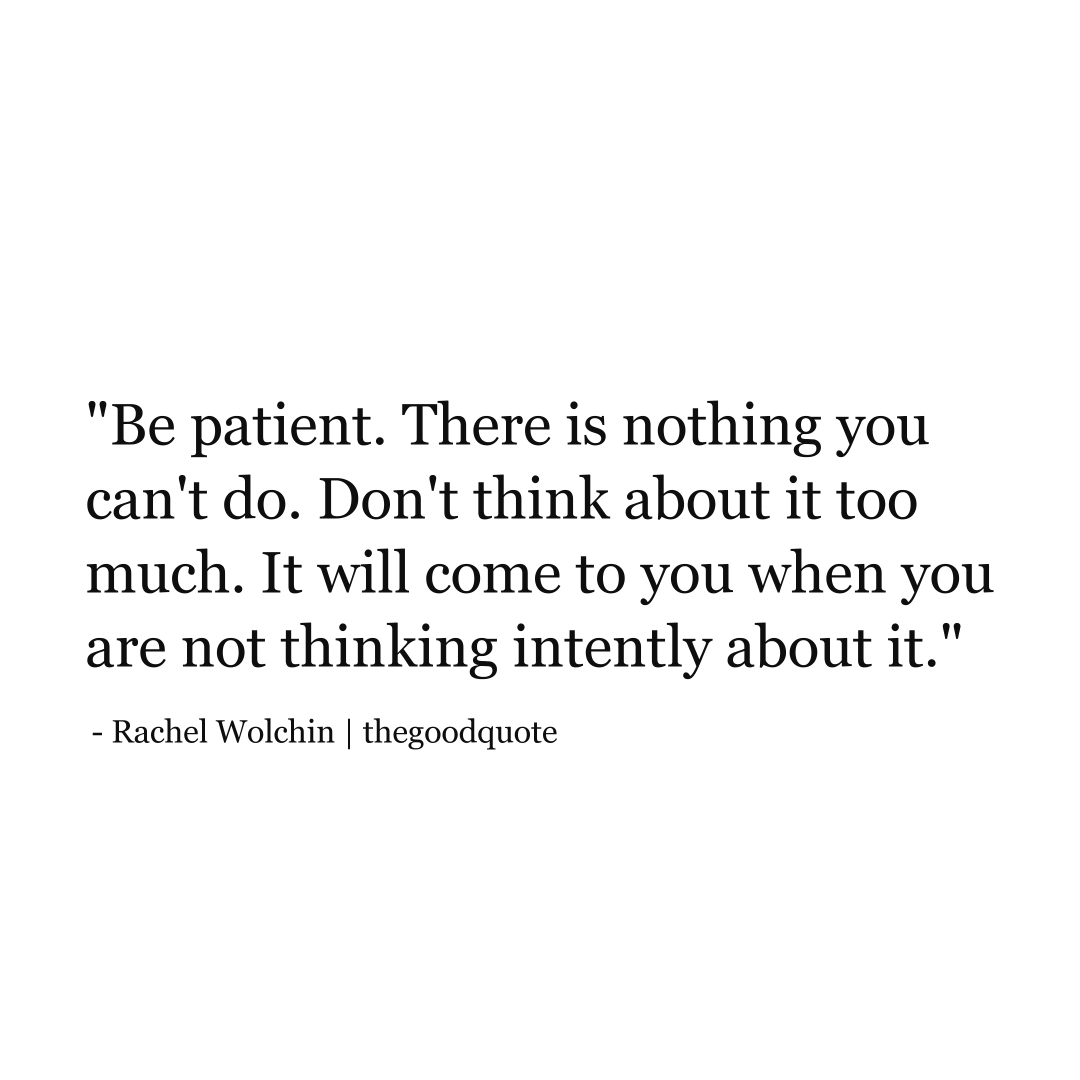 "Be patient. There is nothing you
can't do. Don't think about it too
much. It will come to you when you
are not thinking intently about it."
- Rachel Wolchin | thegoodquote